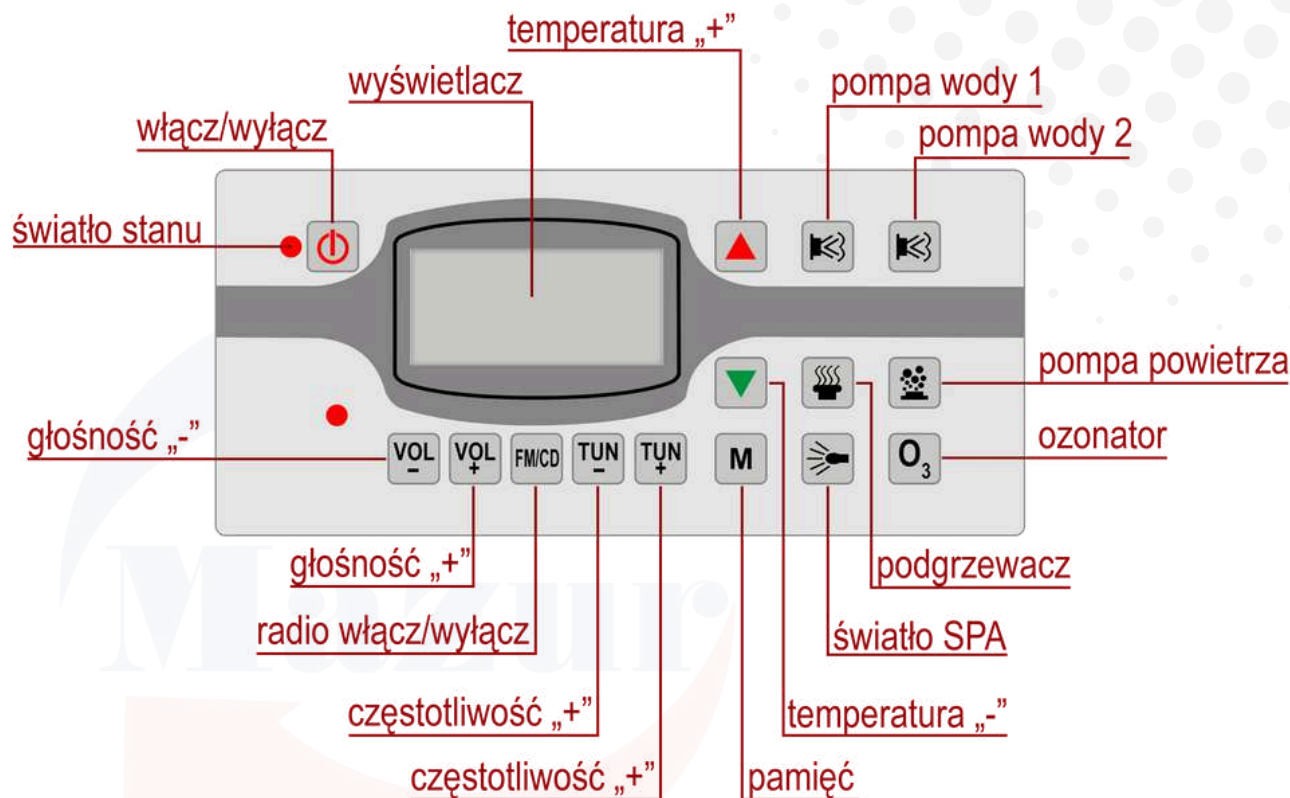 temperatura „+”
wyświetlacz
pompa wody 1
włącz/wyłącz
pompa wody 2
światło stanu
pompa powietrza
głośność „-”
VOL
-
VOL
+
FM/CD
TUN
-
TUN
+
M
O3
ozonator
głośność „+”
podgrzewacz
radio włącz/wyłącz
światło SPA
częstotliwość „+”
temperatura „-”
częstotliwość „+”
pamięć
Mazur